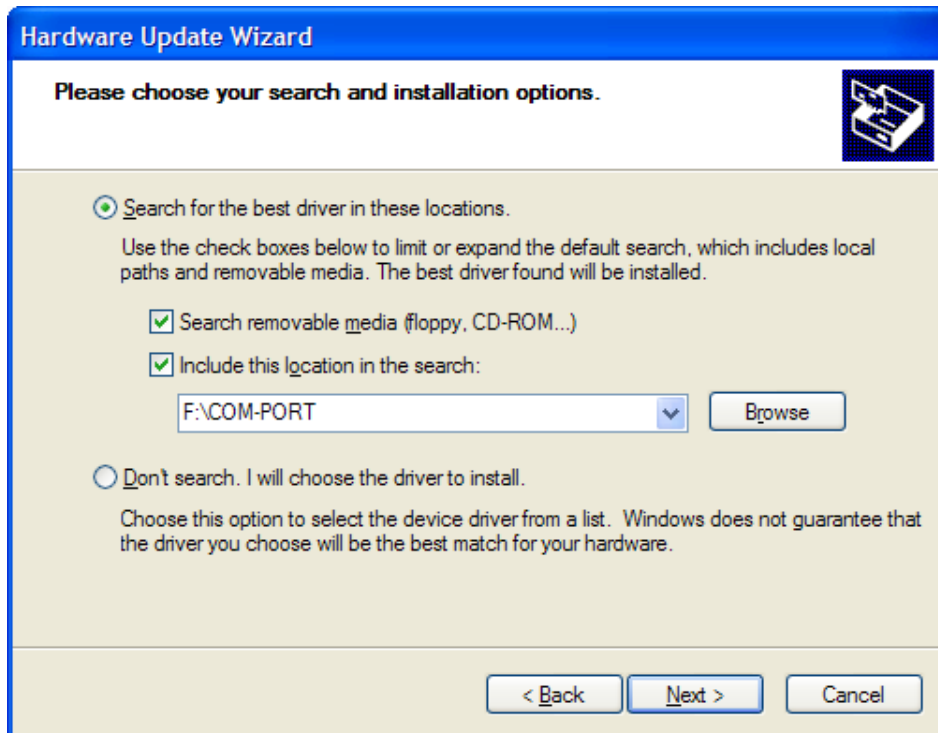 Hardware Update Wizard
Please choose your search and installation options.
Search for the best driver in these locations.
Use the check boxes below to limit or expand the default search, which includes local
paths and removable media. The best driver found will be installed.
Search removable media (floppy, CD-ROM...)
Include this location in the search:
F:\COM-PORT
Browse
Don't search. I will choose the driver to install.
Choose this option to select the device driver from a list.  Windows does not guarantee that
the driver you choose will be the best match for your hardware.
< Back
Next >
Cancel